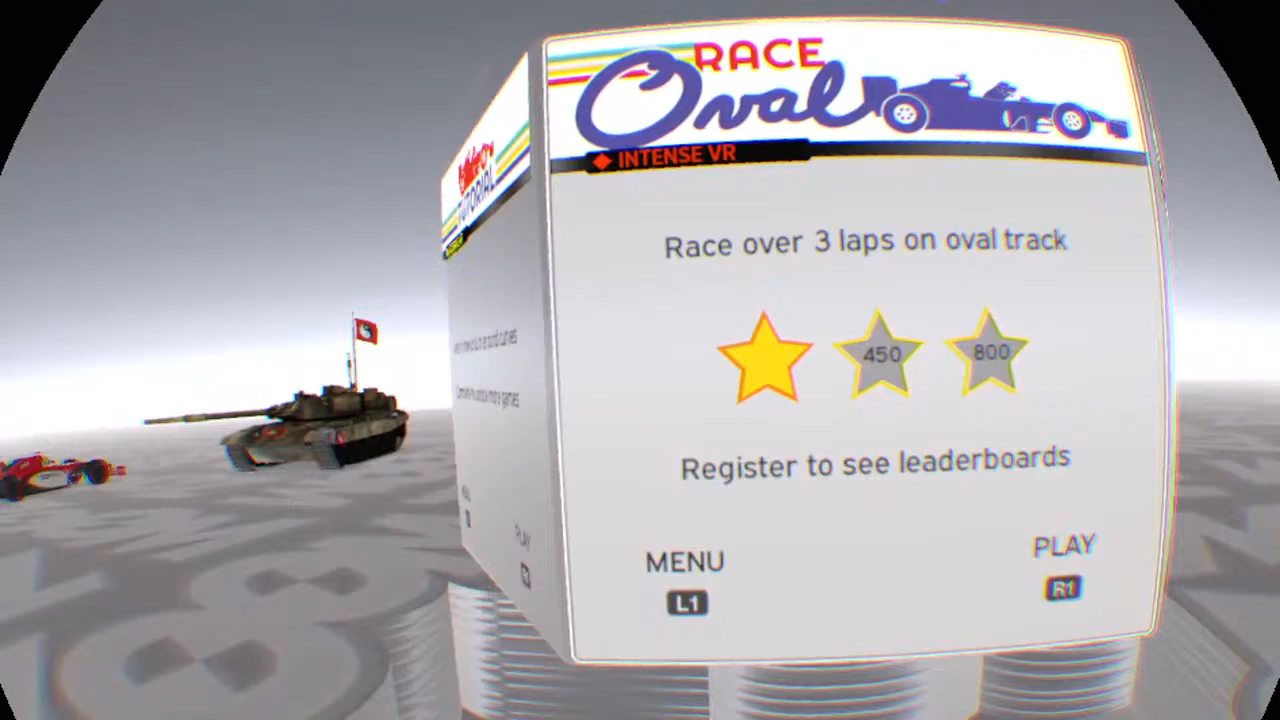 RACE
Oval
INTENSE VR
TUTORIAL
Race over 3 laps on oval track
450
800
Register to see leaderboards
MENU
PLAY
L1
R1
PLAY